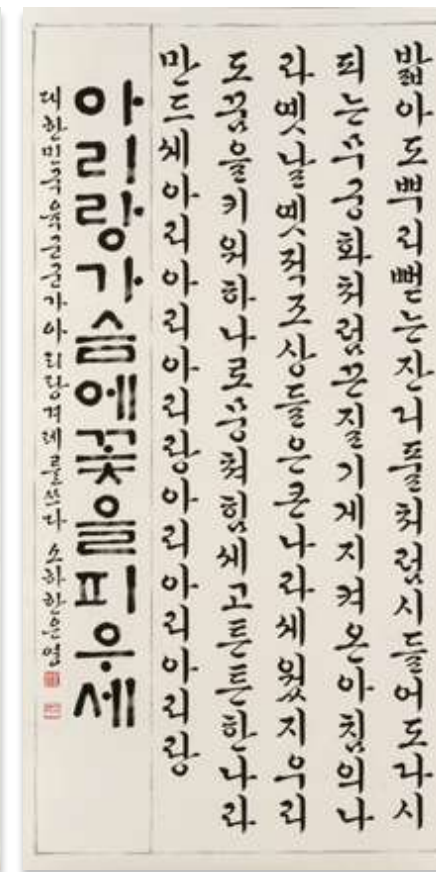 밟아도뿌리뻗는잔디풀처럼시들어도다시
피는무궁화처럼끈질기게지켜온아침의나
라옛날옛적조상들은큰나라세웠지우리
도꿈을키워하나로뭉쳐힘세고튼튼한나라
만드세아리아리아리랑아리아리아리랑
아리랑가슴에꽃을피우세
대한민국육군군가아리랑겨레를쓰다 소하한운영